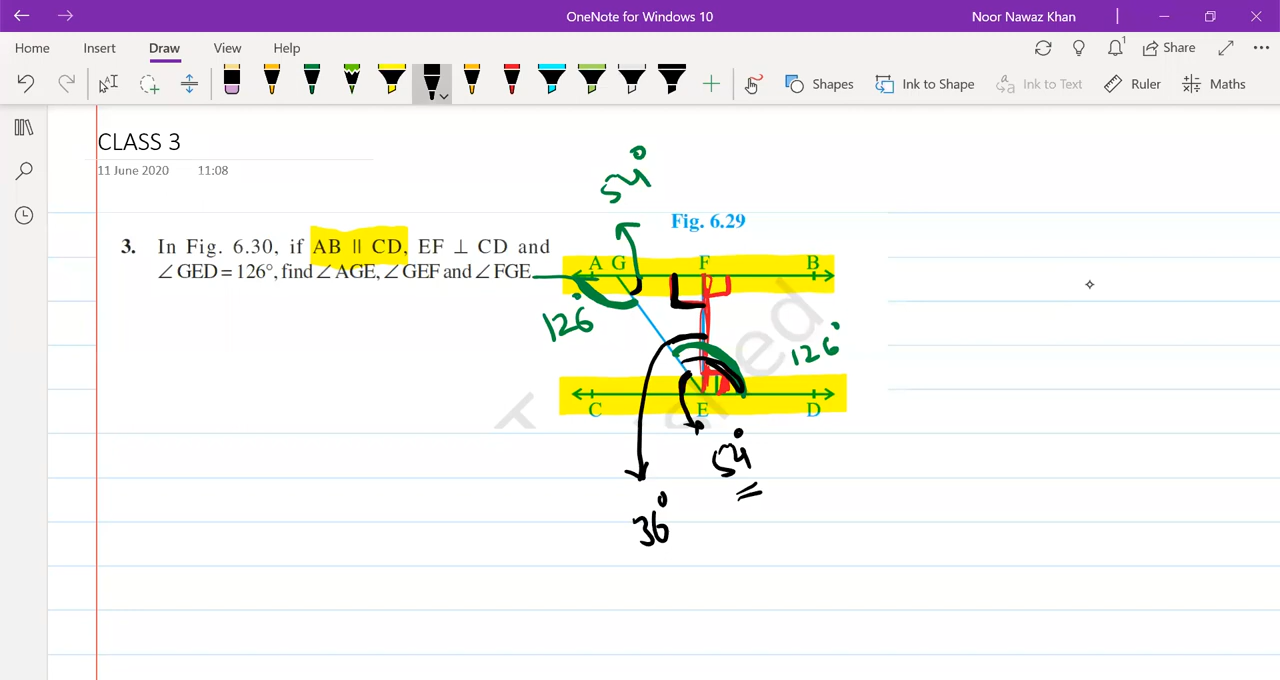 OneNote for Windows 10
Noor Nawaz Khan
Home Insert Draw View Help
1
Share
Shapes
Ink to Shape
Ink to Text
Ruler
Maths
CLASS 3
11 June 2020 11:08
54°
Fig. 6.29
3. In Fig. 6.30, if AB || CD, EF ⊥ CD and
∠GED = 126°, find ∠AGE, ∠GEF and ∠FGE.
A G F B
126°
126°
C E D
54°
36°